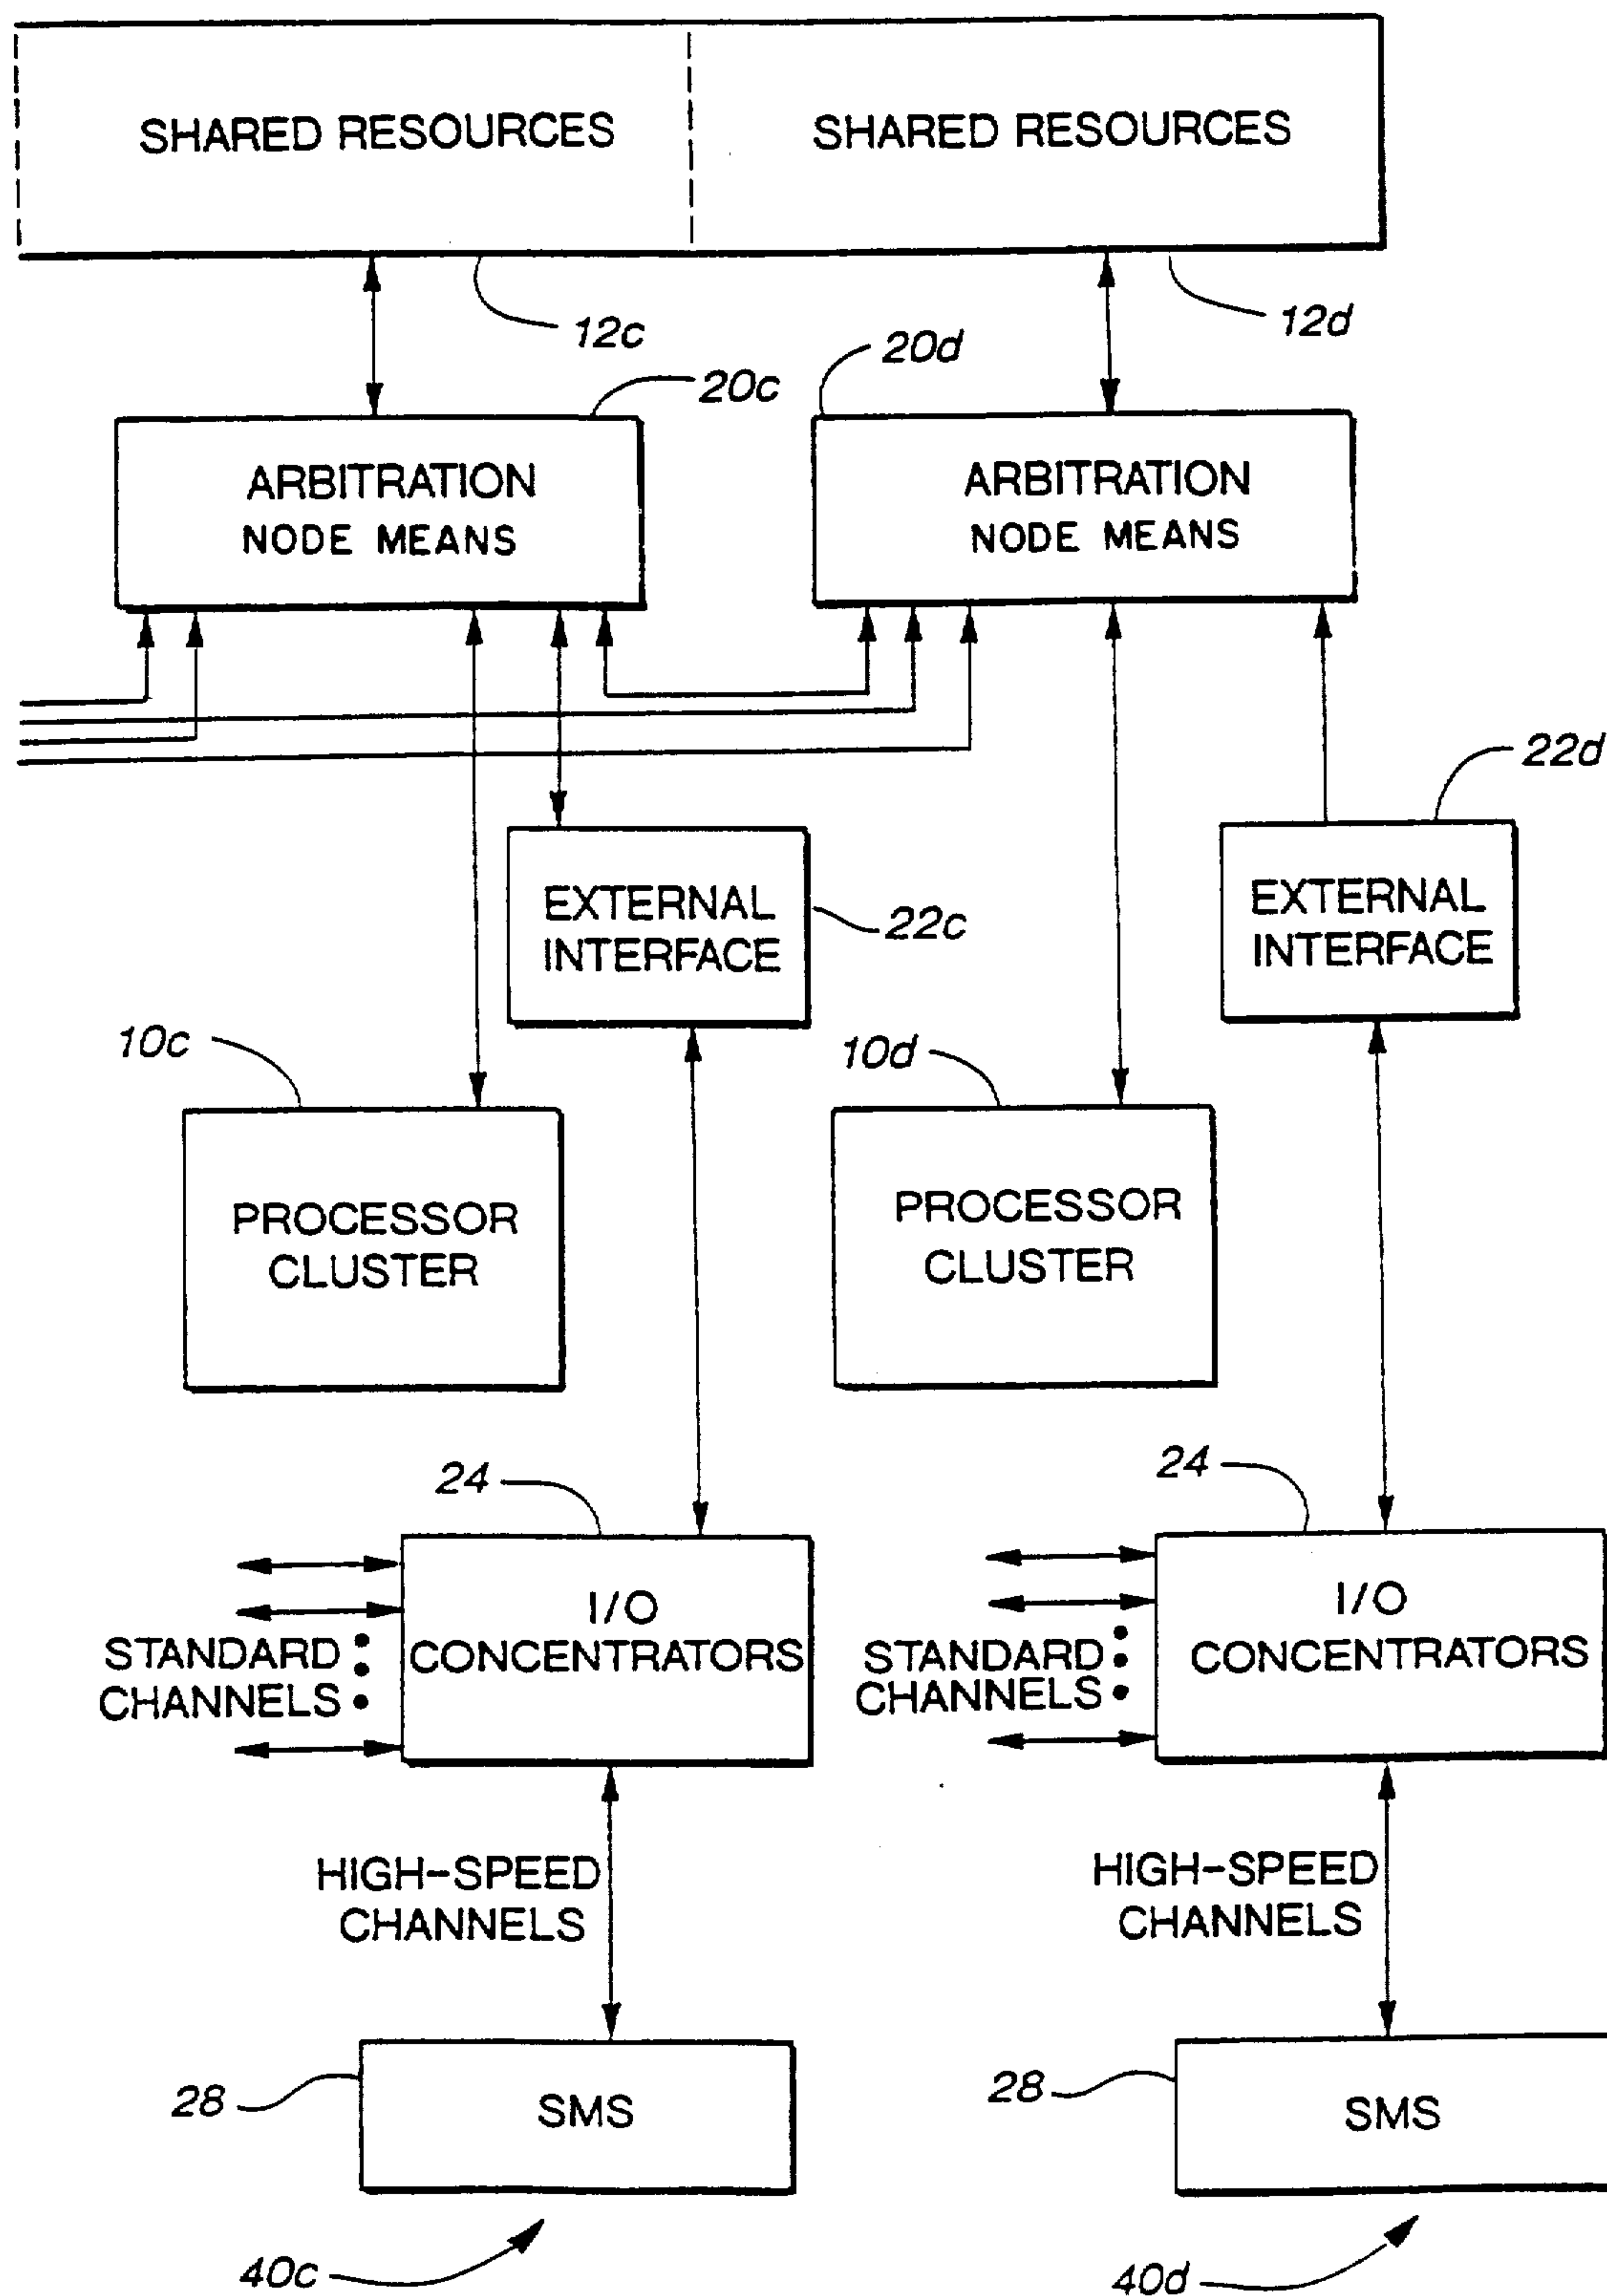 SHARED RESOURCES
SHARED RESOURCES
12c
12d
20c
20d
ARBITRATION
NODE MEANS
ARBITRATION
NODE MEANS
22d
EXTERNAL
INTERFACE
22c
EXTERNAL
INTERFACE
10c
10d
PROCESSOR
CLUSTER
PROCESSOR
CLUSTER
24
24
I/O
CONCENTRATORS
STANDARD
CHANNELS
I/O
CONCENTRATORS
STANDARD
CHANNELS
HIGH-SPEED
CHANNELS
HIGH-SPEED
CHANNELS
28
SMS
28
SMS
40c
40d